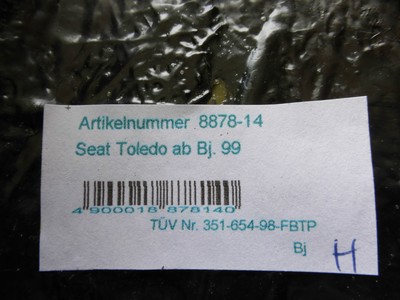 Artikelnummer 8878-14
Seat Toledo ab Bj. 99
4 900018 878140
TÜV Nr. 351-654-98-FBTP
Bj H